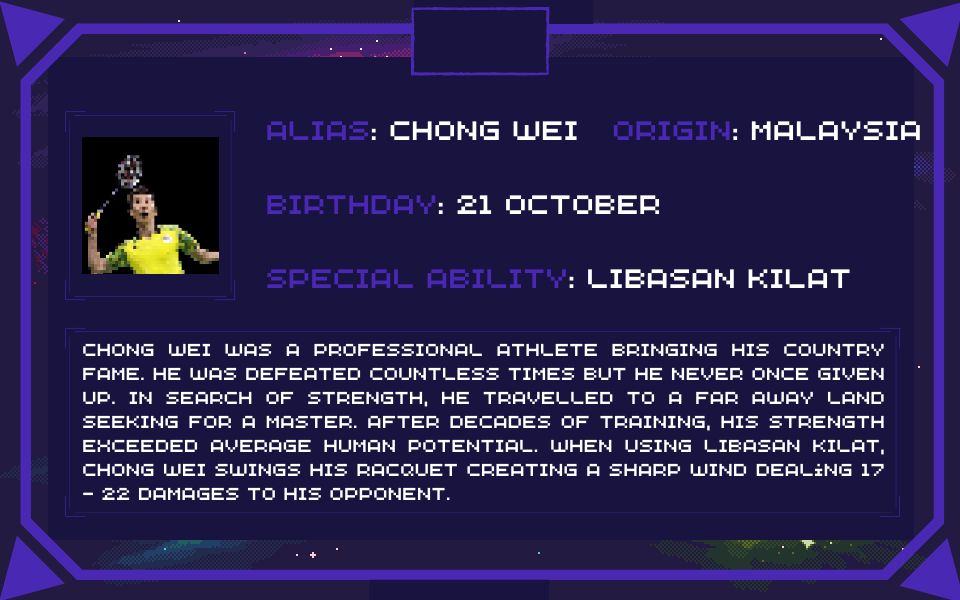 ALIAS: CHONG WEI ORIGIN: MALAYSIA
BIRTHDAY: 21 OCTOBER
SPECIAL ABILITY: LIBASAN KILAT
CHONG WEI WAS A PROFESSIONAL ATHLETE BRINGING HIS COUNTRY
FAME. HE WAS DEFEATED COUNTLESS TIMES BUT HE NEVER ONCE GIVEN
UP. IN SEARCH OF STRENGTH, HE TRAVELLED TO A FAR AWAY LAND
SEEKING FOR A MASTER. AFTER DECADES OF TRAINING, HIS STRENGTH
EXCEEDED AVERAGE HUMAN POTENTIAL. WHEN USING LIBASAN KILAT,
CHONG WEI SWINGS HIS RACQUET CREATING A SHARP WIND DEALiNG 17
- 22 DAMAGES TO HIS OPPONENT.